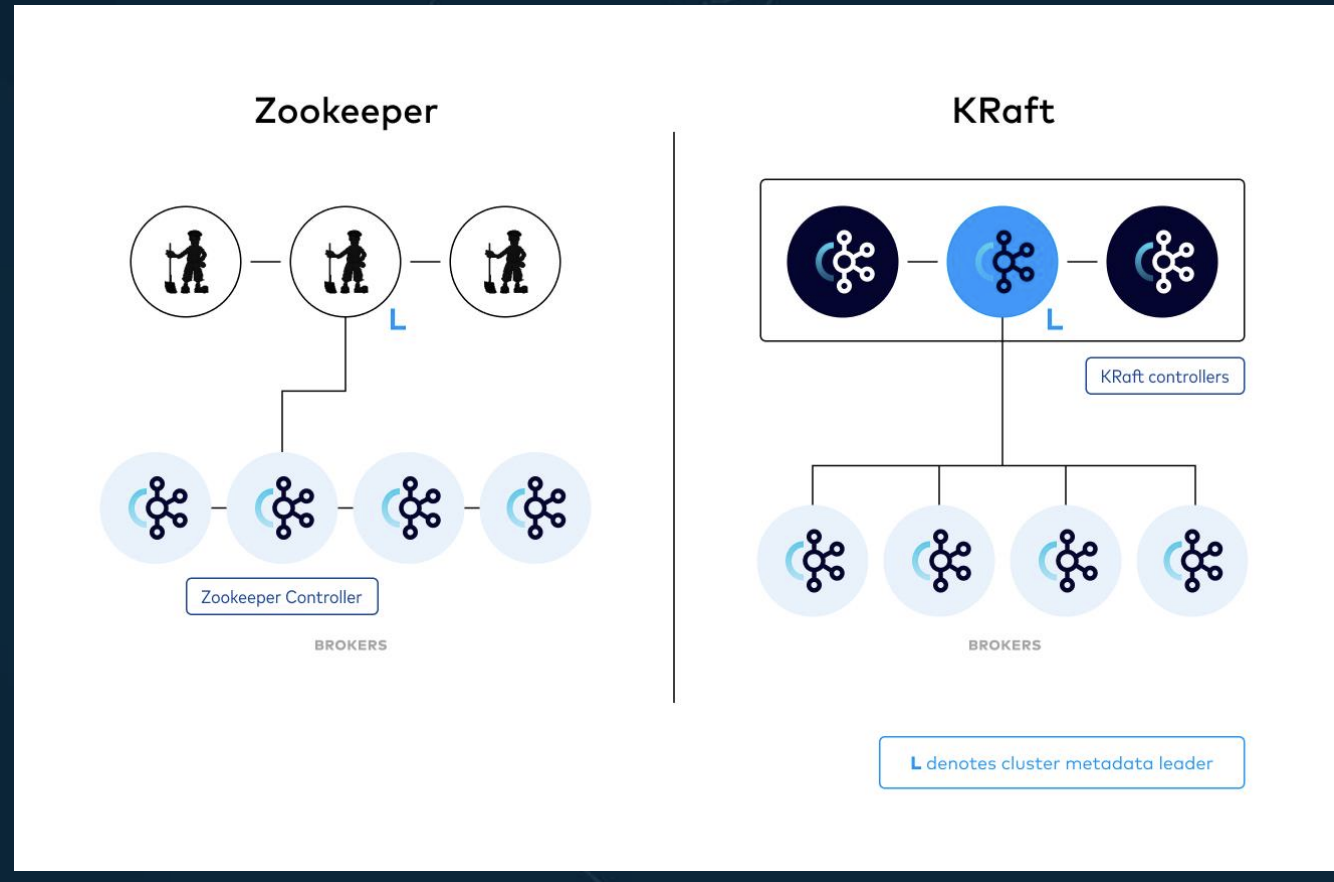 Zookeeper
L
Zookeeper Controller
BROKERS
KRaft
L
KRaft controllers
BROKERS
L denotes cluster metadata leader